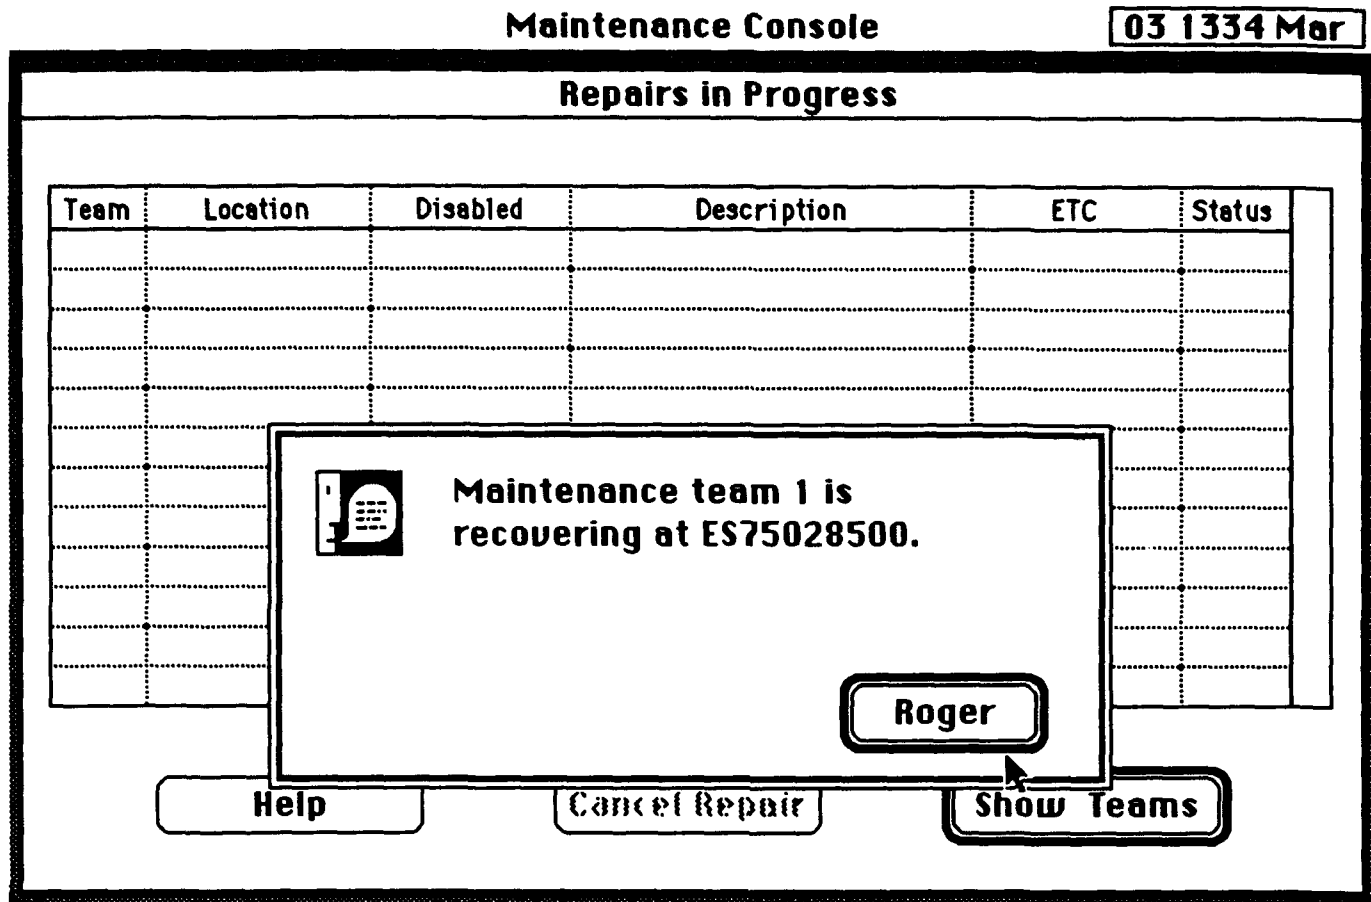 Maintenance Console
03 1334 Mar
Repairs in Progress
Team Location Disabled Description ETC Status
Maintenance team 1 is
recovering at ES75028500.
Roger
Help Cancel Repair Show Teams